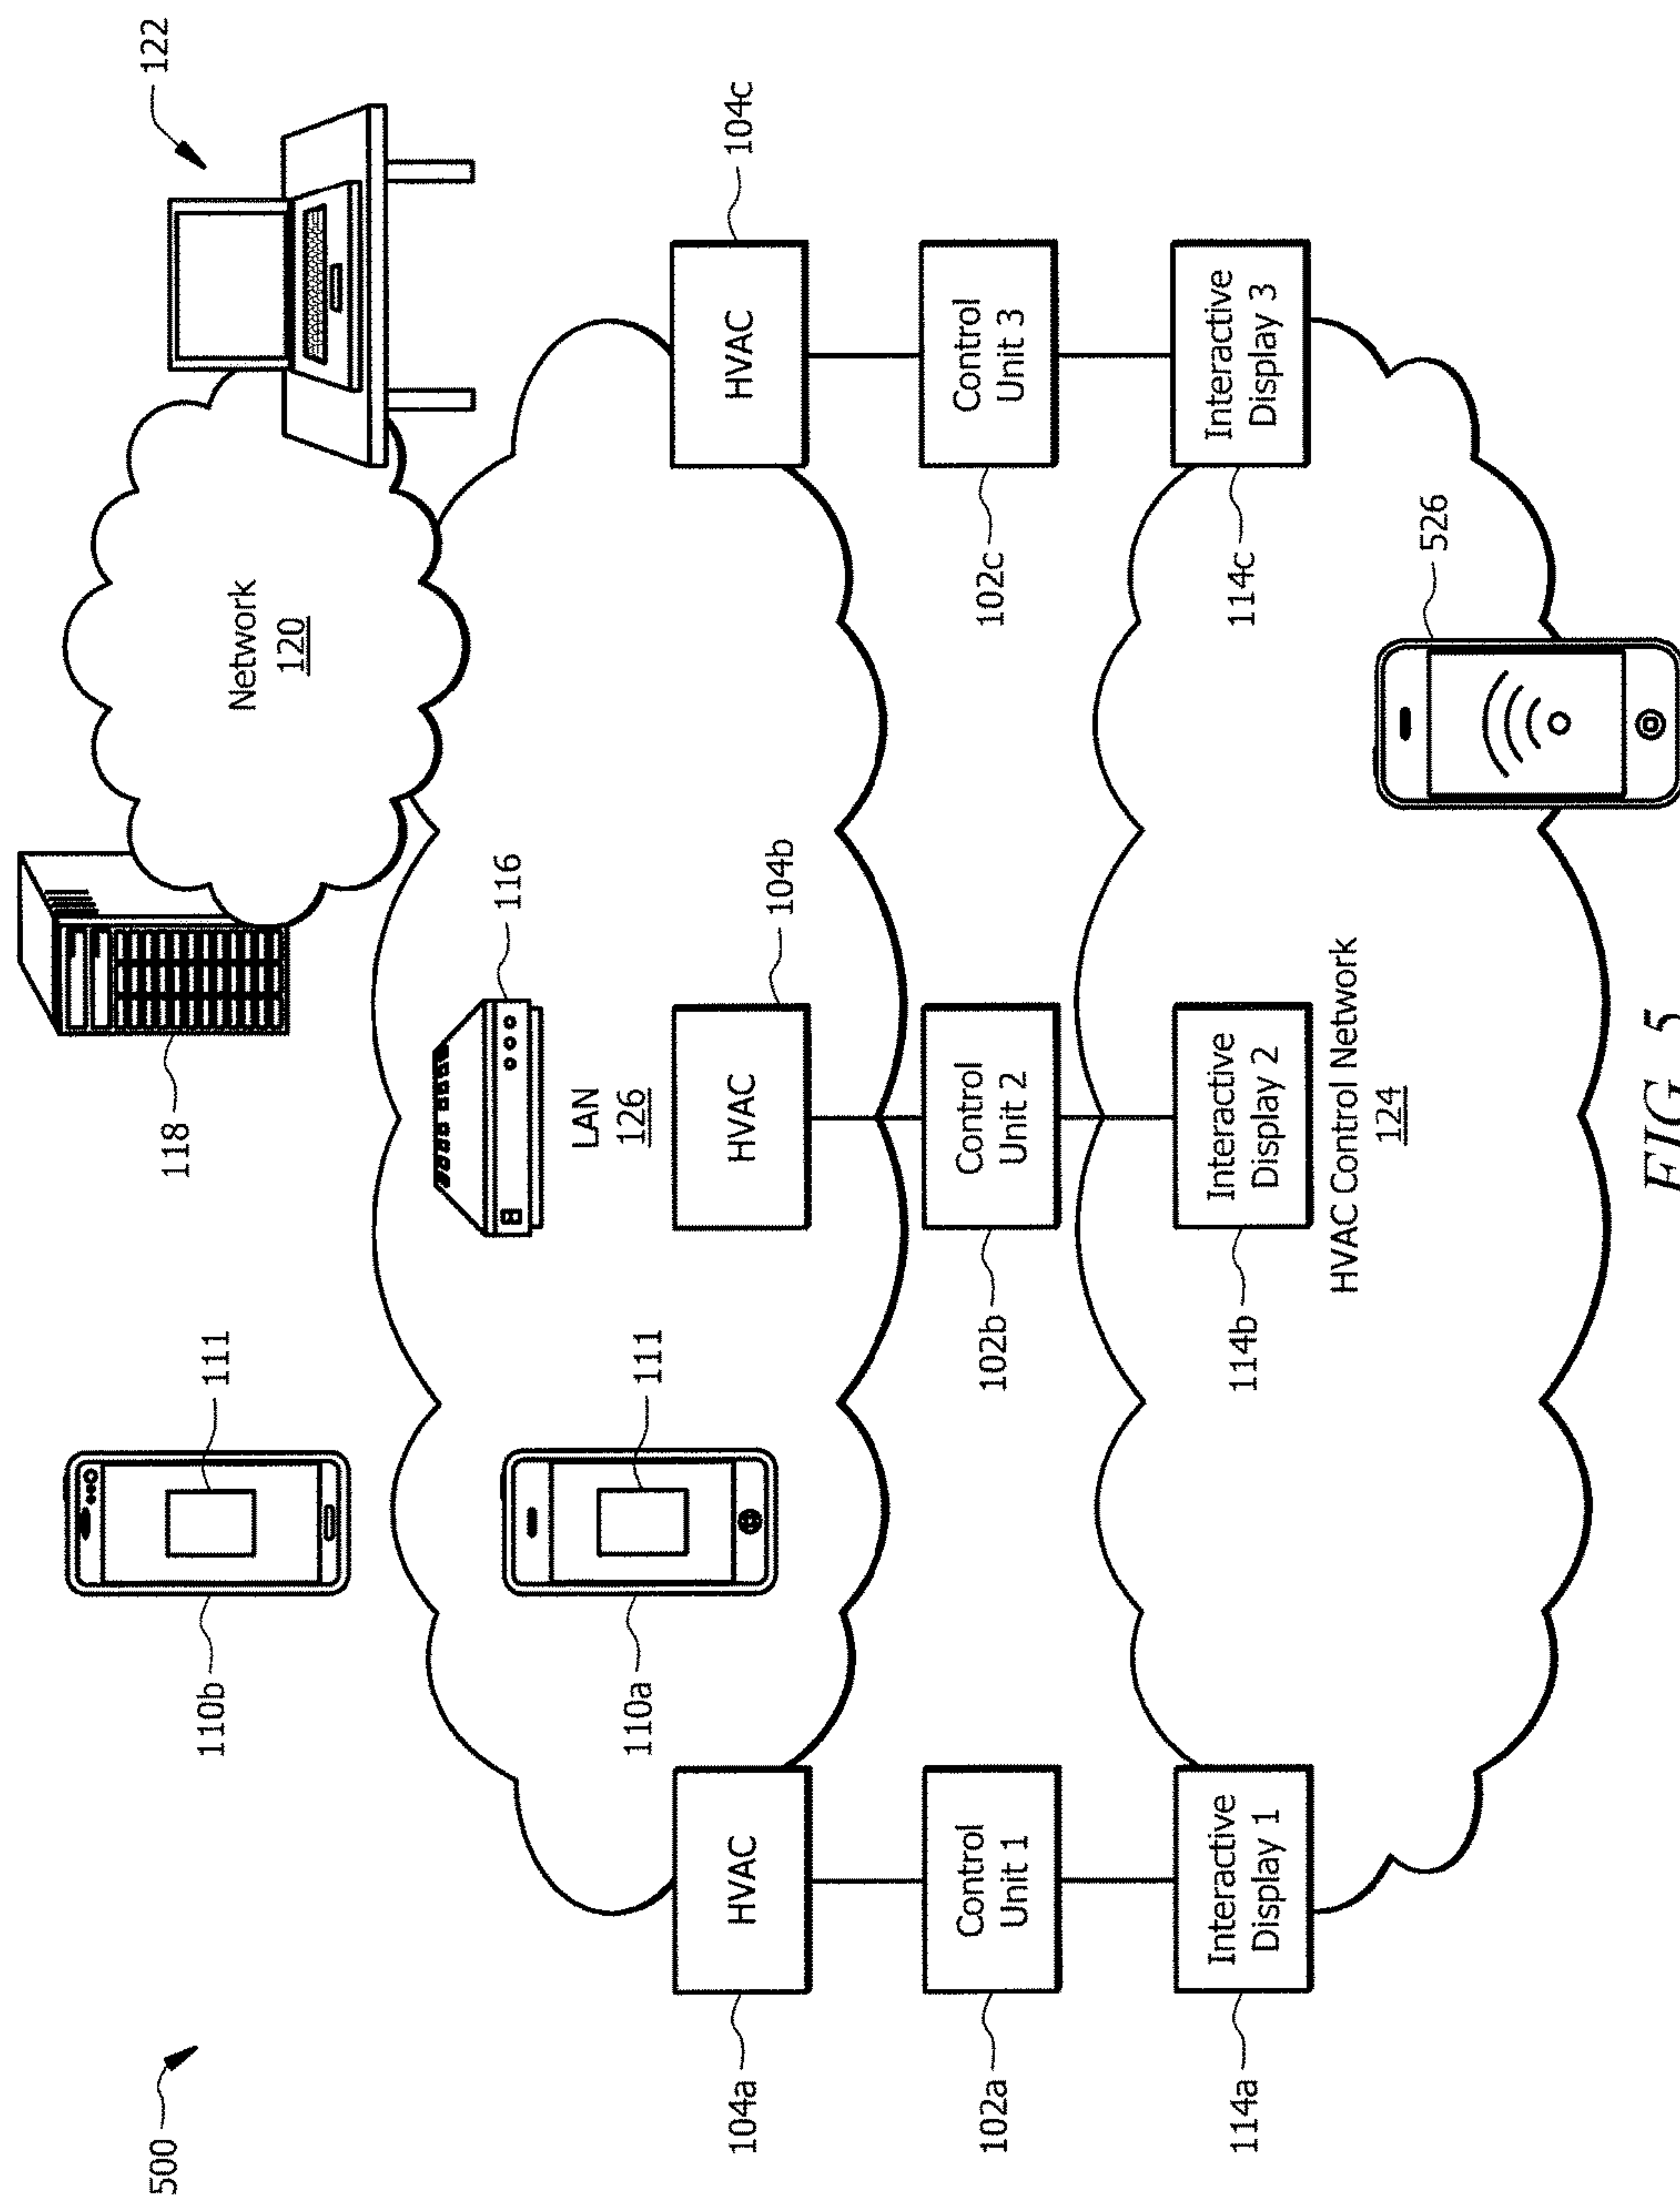 500
118
Network
120
122
110b
111
110a
111
116
LAN
126
104a
HVAC
HVAC
104b
HVAC
104c
102a
Control
Unit 1
102b
Control
Unit 2
102c
Control
Unit 3
114a
Interactive
Display 1
114b
Interactive
Display 2
114c
Interactive
Display 3
HVAC Control Network
124
526
FIG. 5